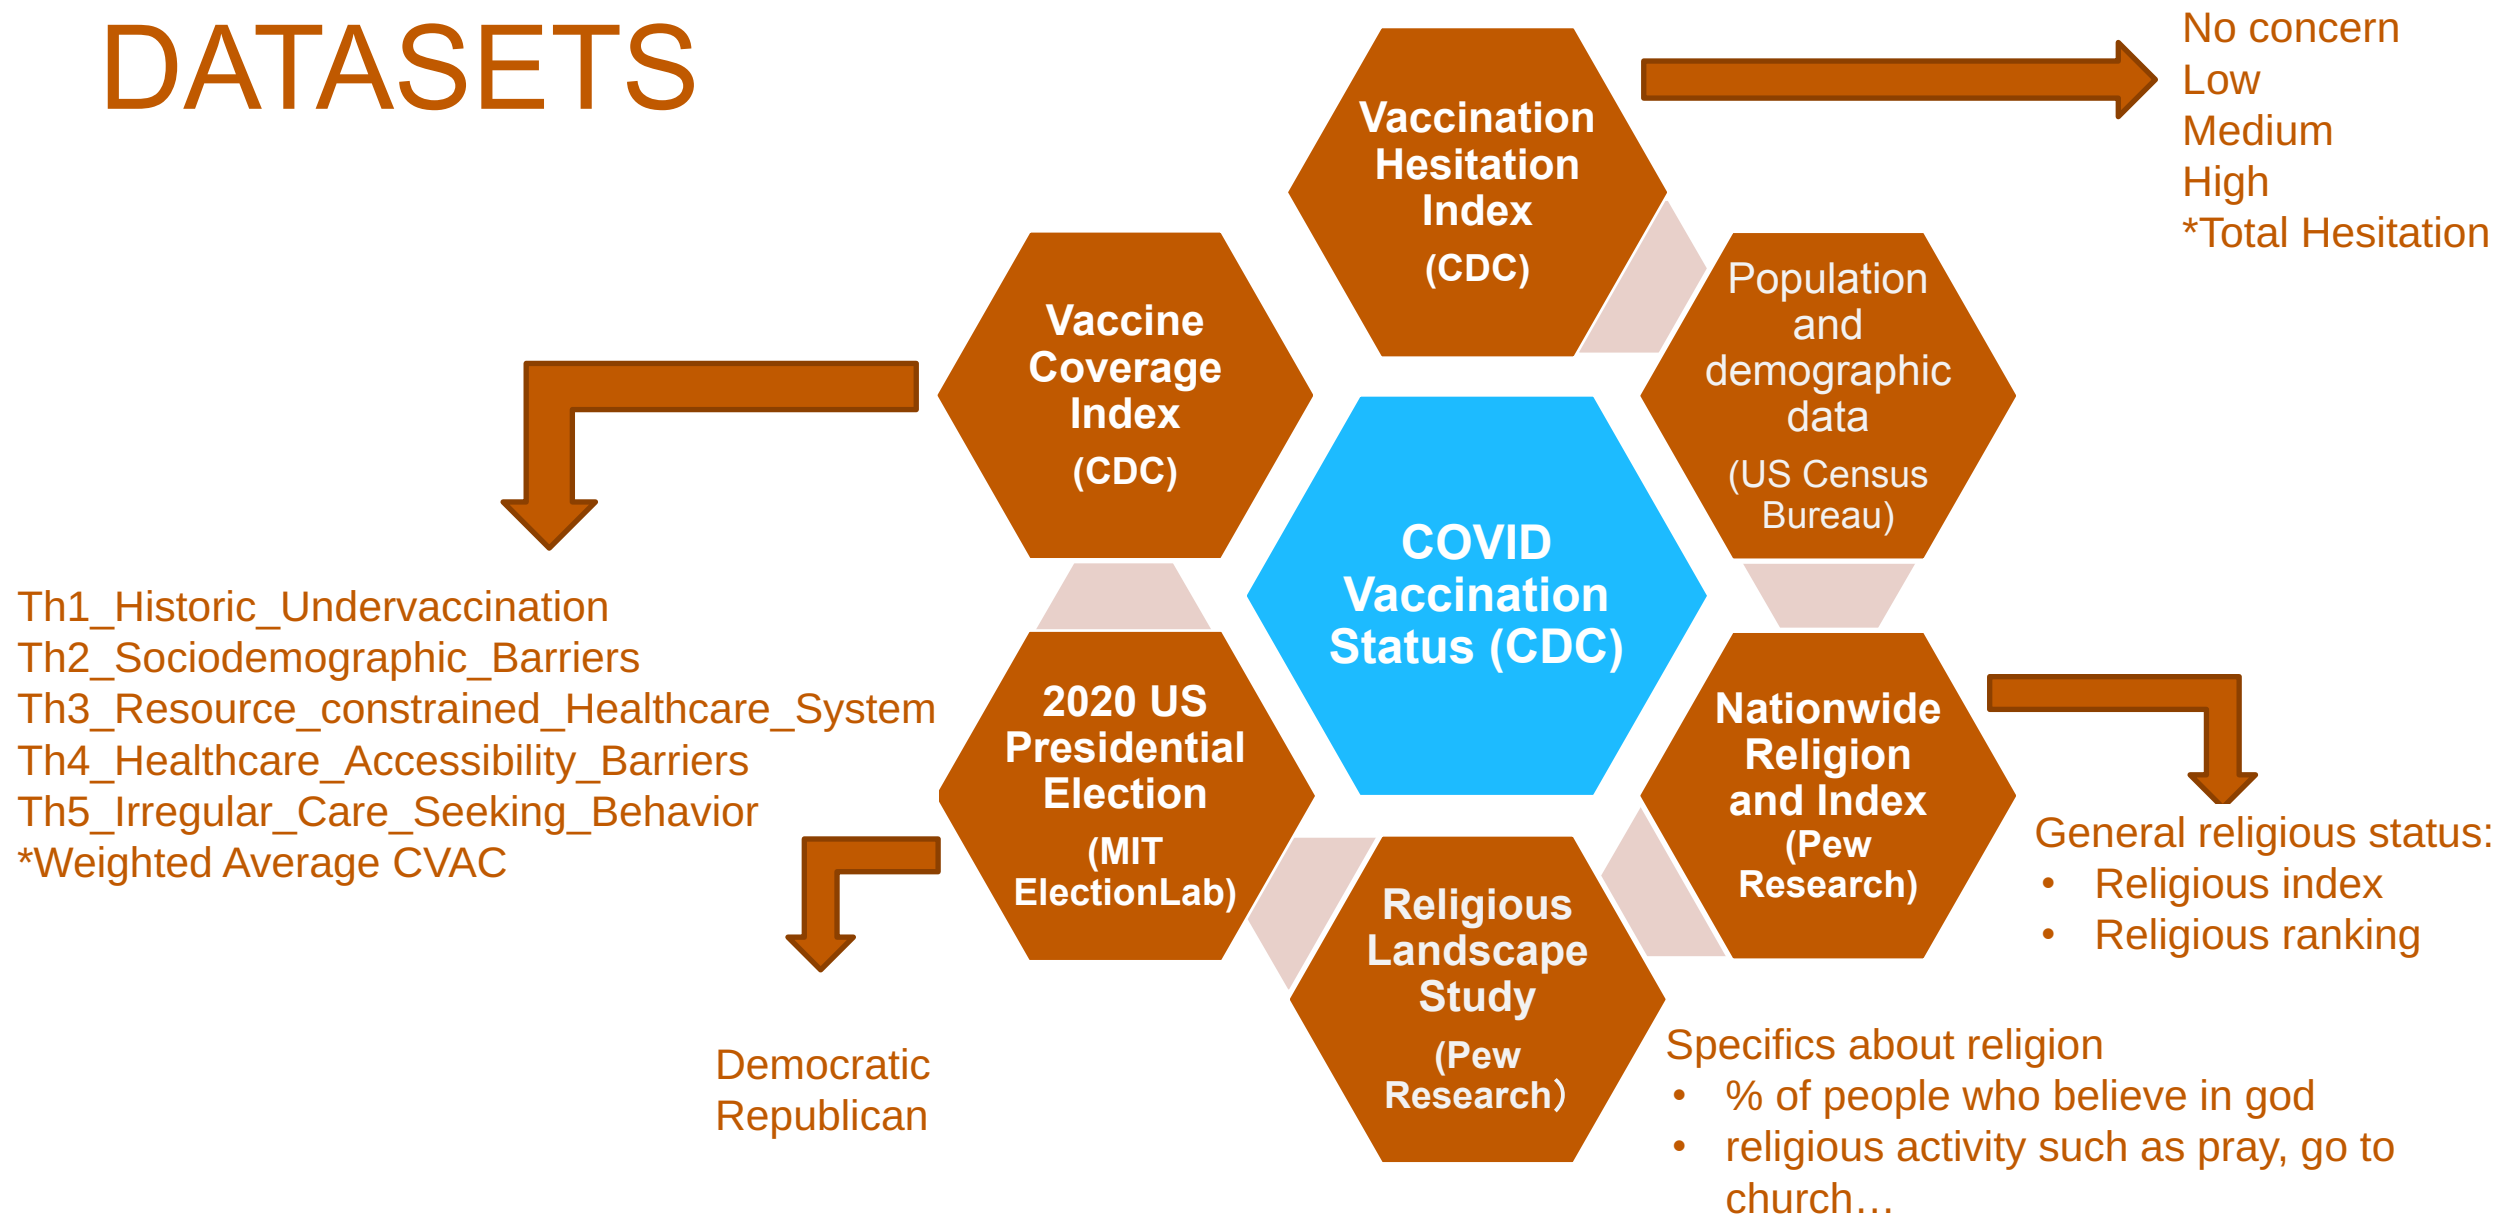 DATASETS
Vaccination
Hesitation
Index
(CDC)
No concern
Low
Medium
High
*Total Hesitation
Population
and
demographic
data
(US Census
Bureau)
Vaccine
Coverage
Index
(CDC)
COVID
Vaccination
Status (CDC)
Th1_Historic_Undervaccination
Th2_Sociodemographic_Barriers
Th3_Resource_constrained_Healthcare_System
Th4_Healthcare_Accessibility_Barriers
Th5_Irregular_Care_Seeking_Behavior
*Weighted Average CVAC
2020 US
Presidential
Election
(MIT
ElectionLab)
Nationwide
Religion
and Index
(Pew
Research)
General religious status:
• Religious index
• Religious ranking
Religious
Landscape
Study
(Pew
Research）
Democratic
Republican
Specifics about religion
• % of people who believe in god
• religious activity such as pray, go to
church…